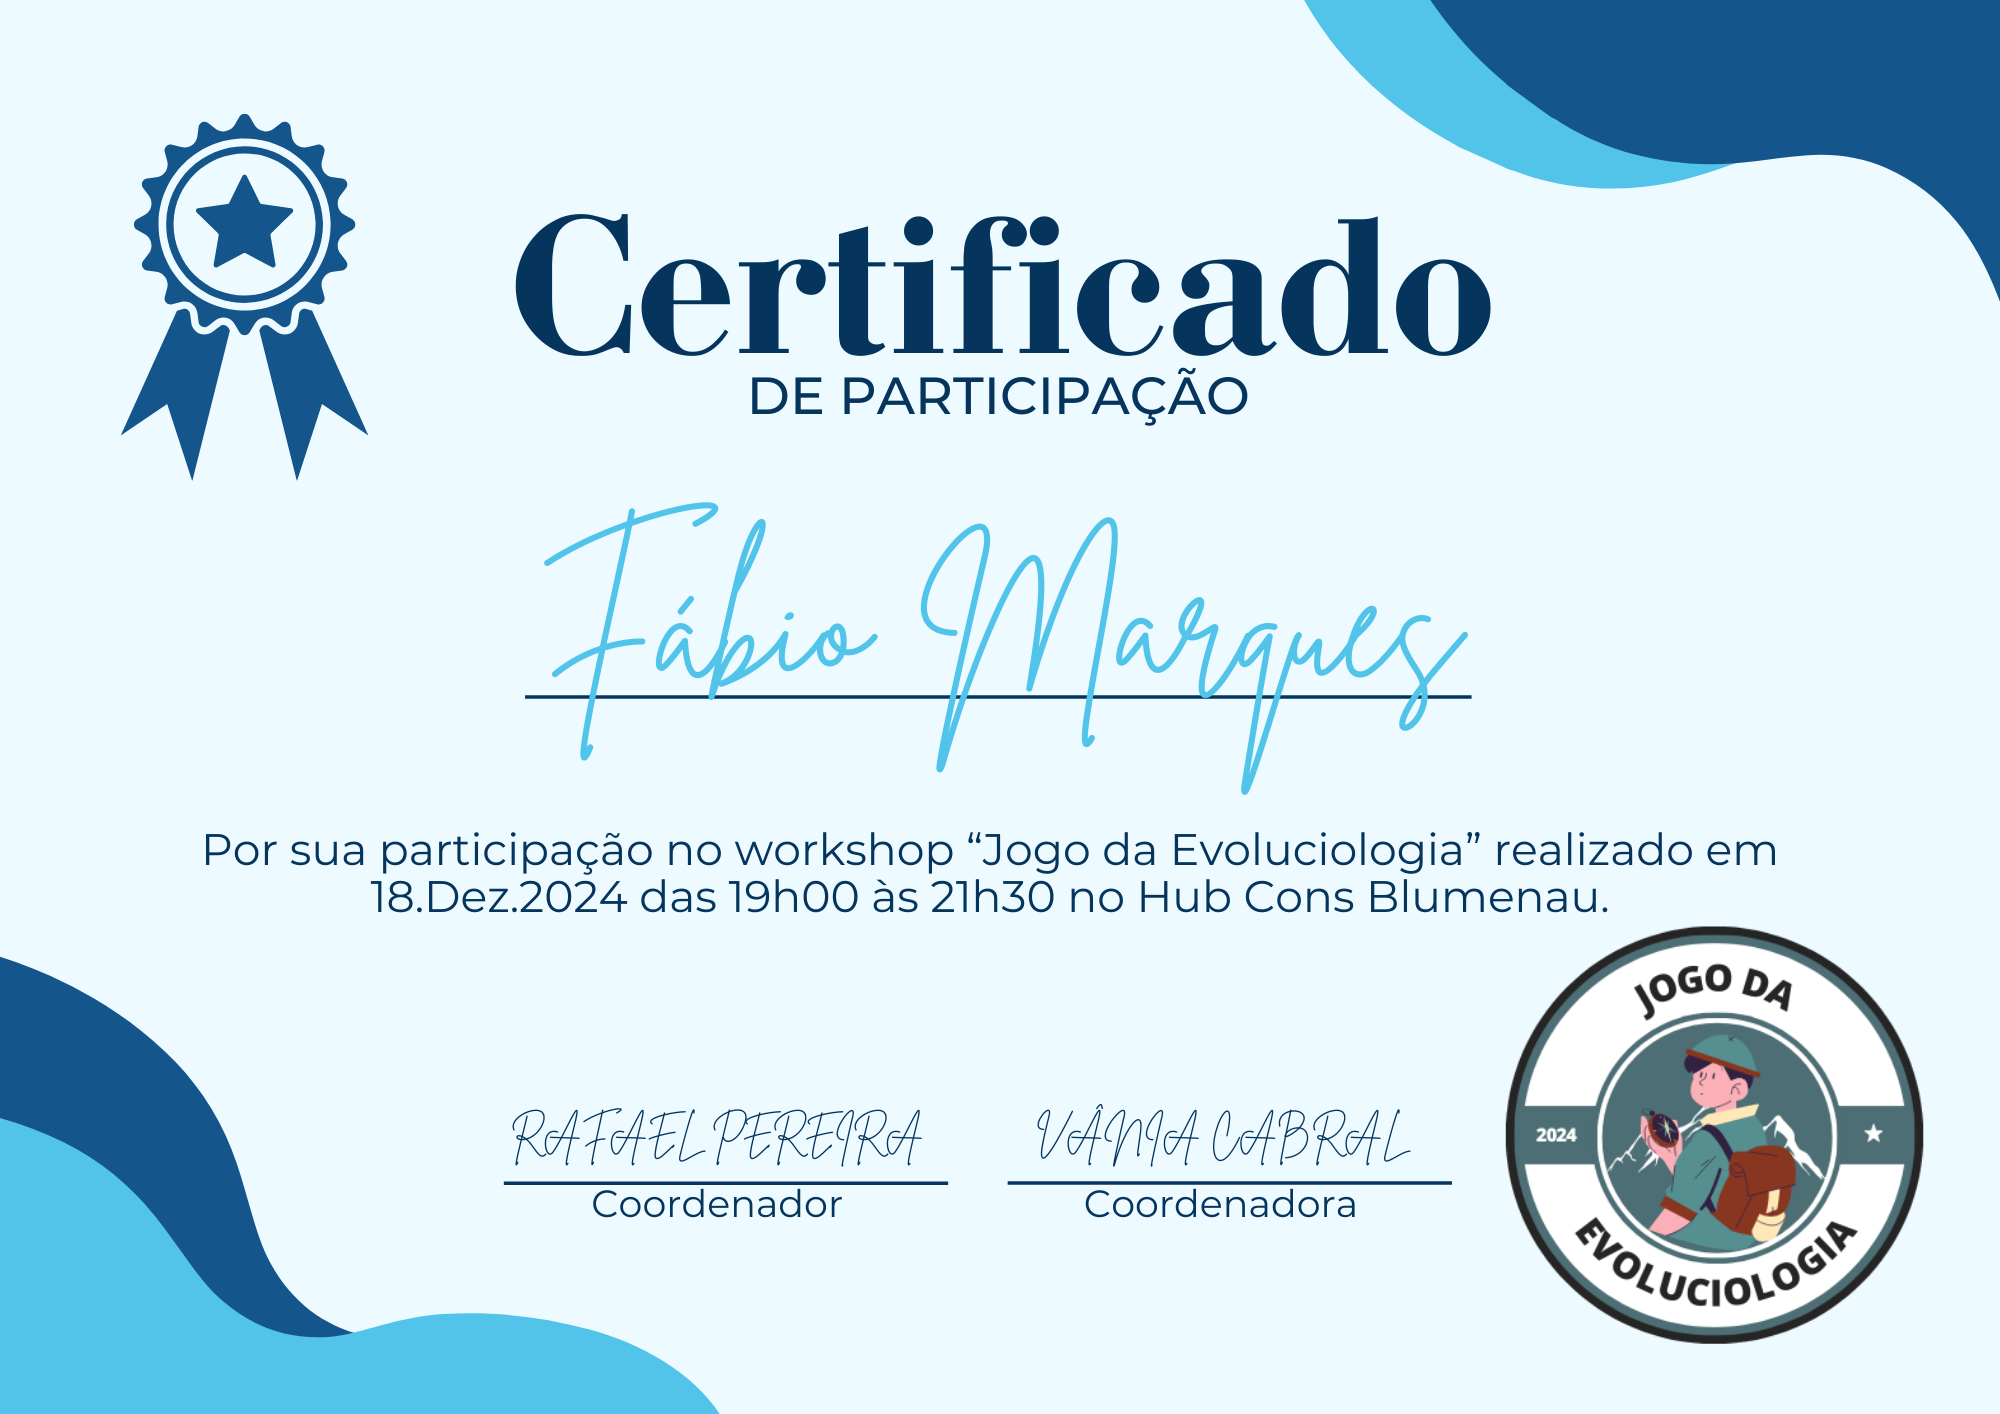 Certificado
DE PARTICIPAÇÃO
Fábio Marques
Por sua participação no workshop “Jogo da Evoluciologia” realizado em
18.Dez.2024 das 19h00 às 21h30 no Hub Cons Blumenau.
RAFAEL PEREIRA
Coordenador
VÂNIA CABRAL
Coordenadora
JOGO DA
2024
EVOLUCIOLOGIA